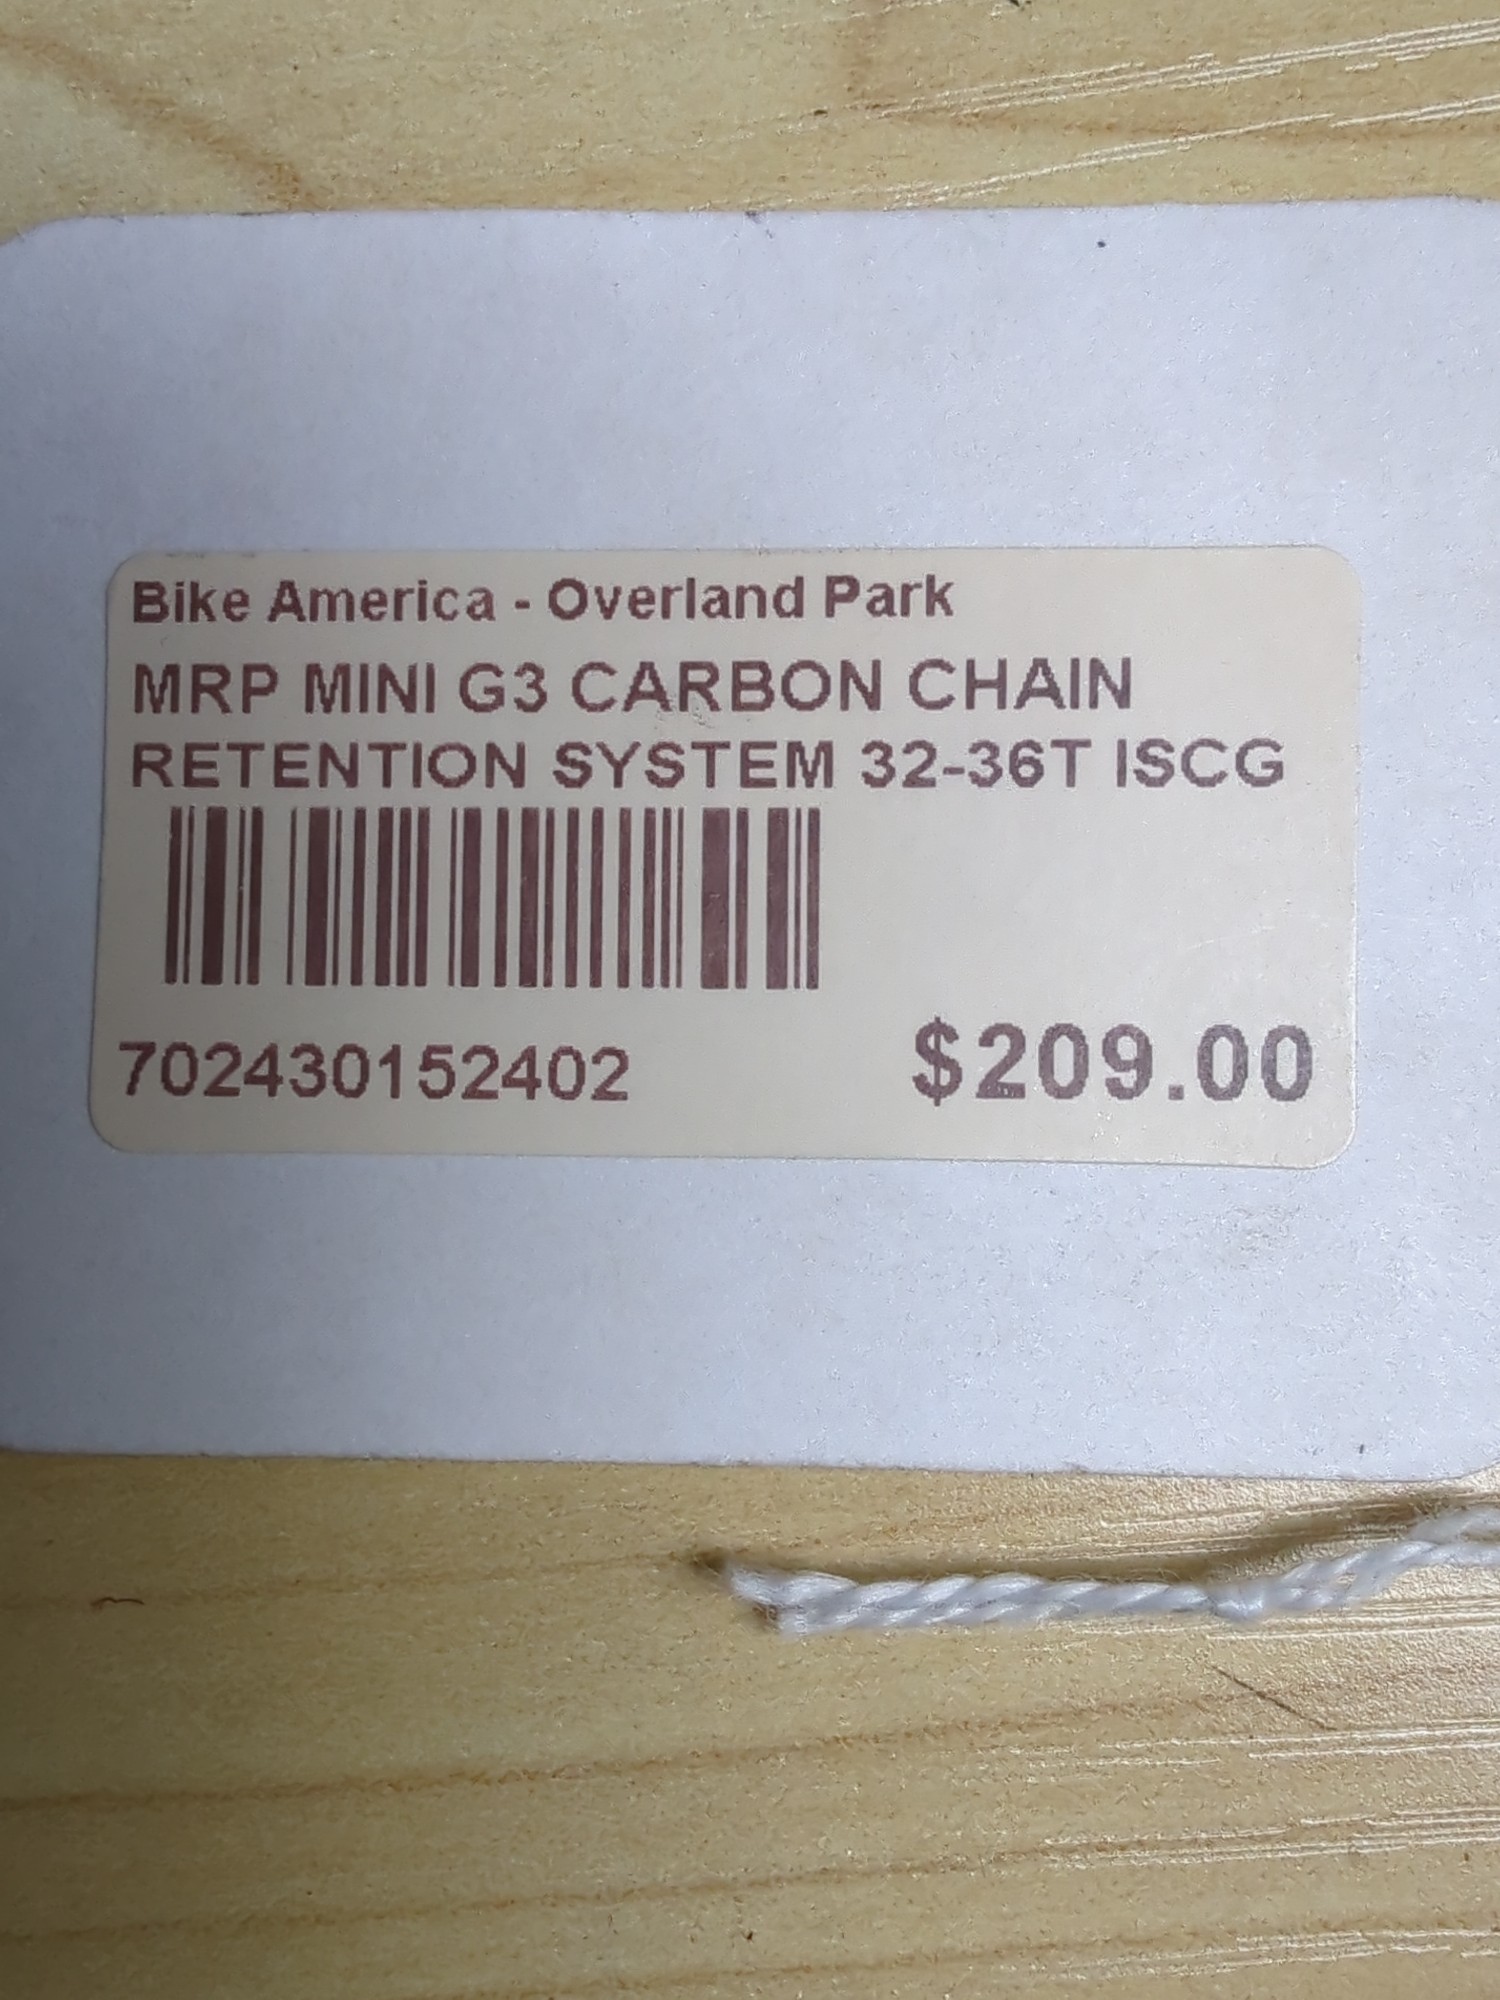 Bike America - Overland Park
MRP MINI G3 CARBON CHAIN
RETENTION SYSTEM 32-36T ISCG
702430152402
$209.00